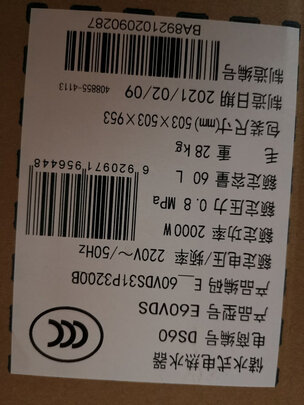 储水式电热水器
电商编号 DS60
产品型号 E60VDS
产品编码 E__60VDS31P3200B
额定电压/频率 220V～/50Hz
额定功率 2000W
额定压力 0.8 MPa
额定容量 60 L
毛 重 28 kg
包装尺寸(mm) 503×503×953
制造日期 2021/02/09
制造编号
6 920971 956448
408855-4113
BA892102090287
CCC